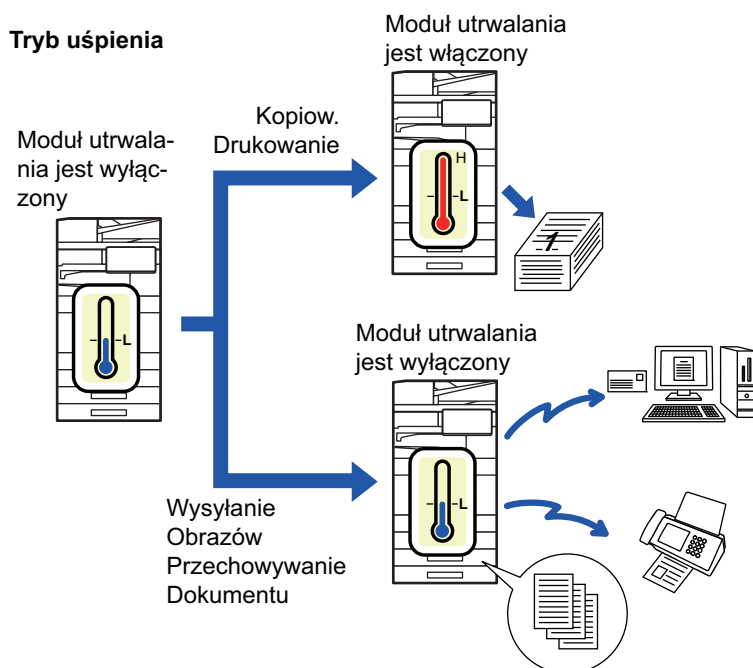 Tryb uśpienia
Moduł utrwala-
nia jest wyłąc-
zony
L
Kopiow.
Drukowanie
Moduł utrwalania
jest włączony
H
L
1
Wysyłanie
Obrazów
Przechowywanie
Dokumentu
Moduł utrwalania
jest wyłączony
L